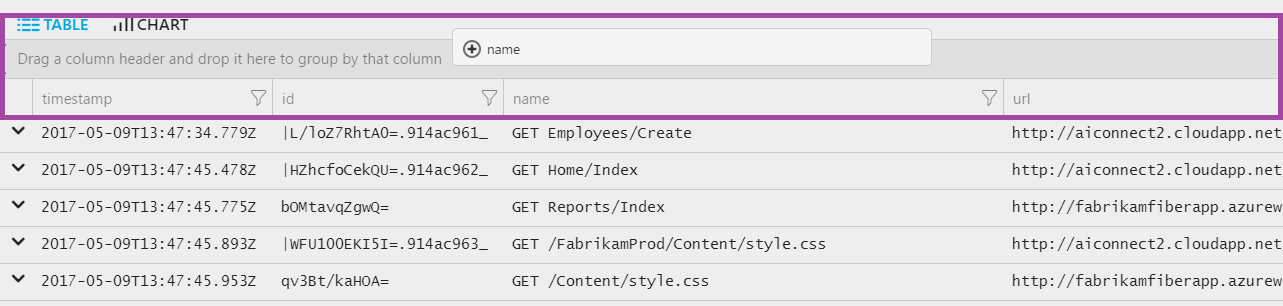 TABLE CHART
name
Drag a column header and drop it here to group by that column
timestamp id name url
2017-05-09T13:47:34.779Z |L/loZ7RhtA0=.914ac961_ GET Employees/Create http://aiconnect2.cloudapp.net
2017-05-09T13:47:45.478Z |HZhcfoCekQU=.914ac962_ GET Home/Index http://aiconnect2.cloudapp.net
2017-05-09T13:47:45.775Z bOMtavqZgwQ= GET Reports/Index http://fabrikamfiberapp.azurew
2017-05-09T13:47:45.893Z |WFU1OOEKI5I=.914ac963_ GET /FabrikamProd/Content/style.css http://aiconnect2.cloudapp.net
2017-05-09T13:47:45.953Z qv3Bt/kaHOA= GET /Content/style.css http://fabrikamfiberapp.azurew